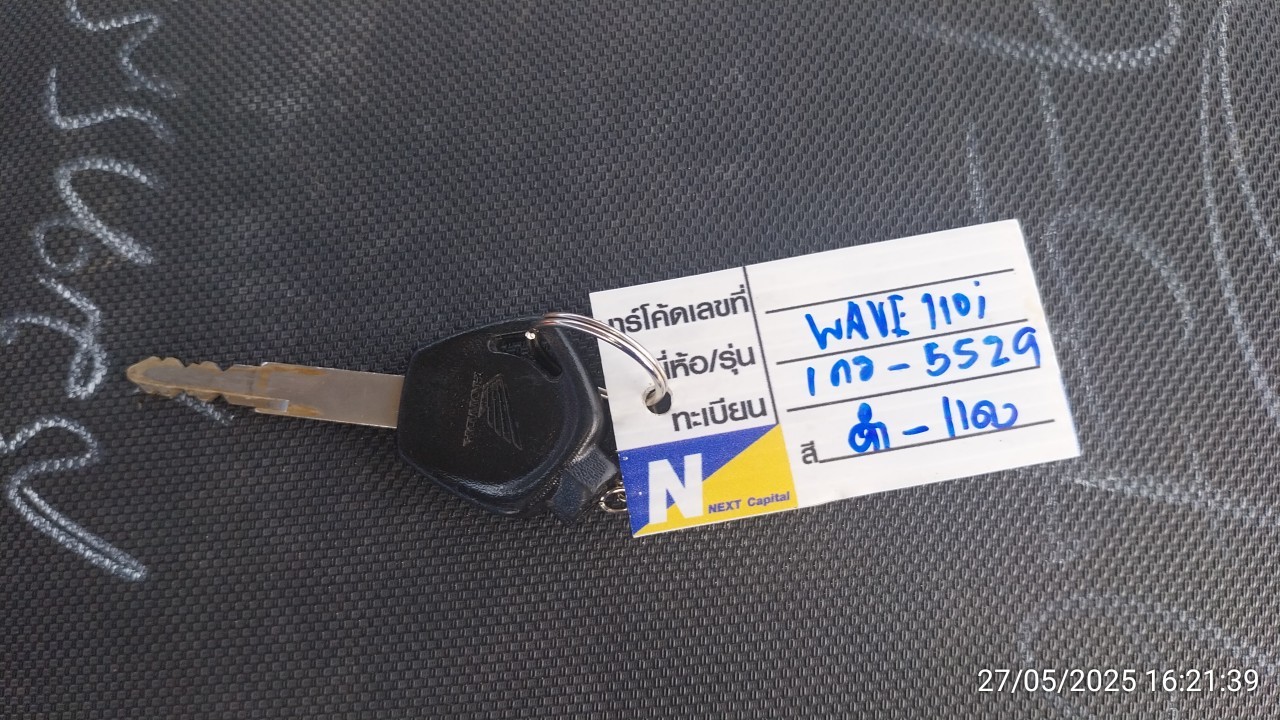 าร์โค้ดเลขที่
ี่ห้อ/รุ่น WAVE 110i
ทะเบียน 1กอ - 5529
สี ดำ - แดง
N NEXT Capital
HONDA
27/05/2025 16:21:39